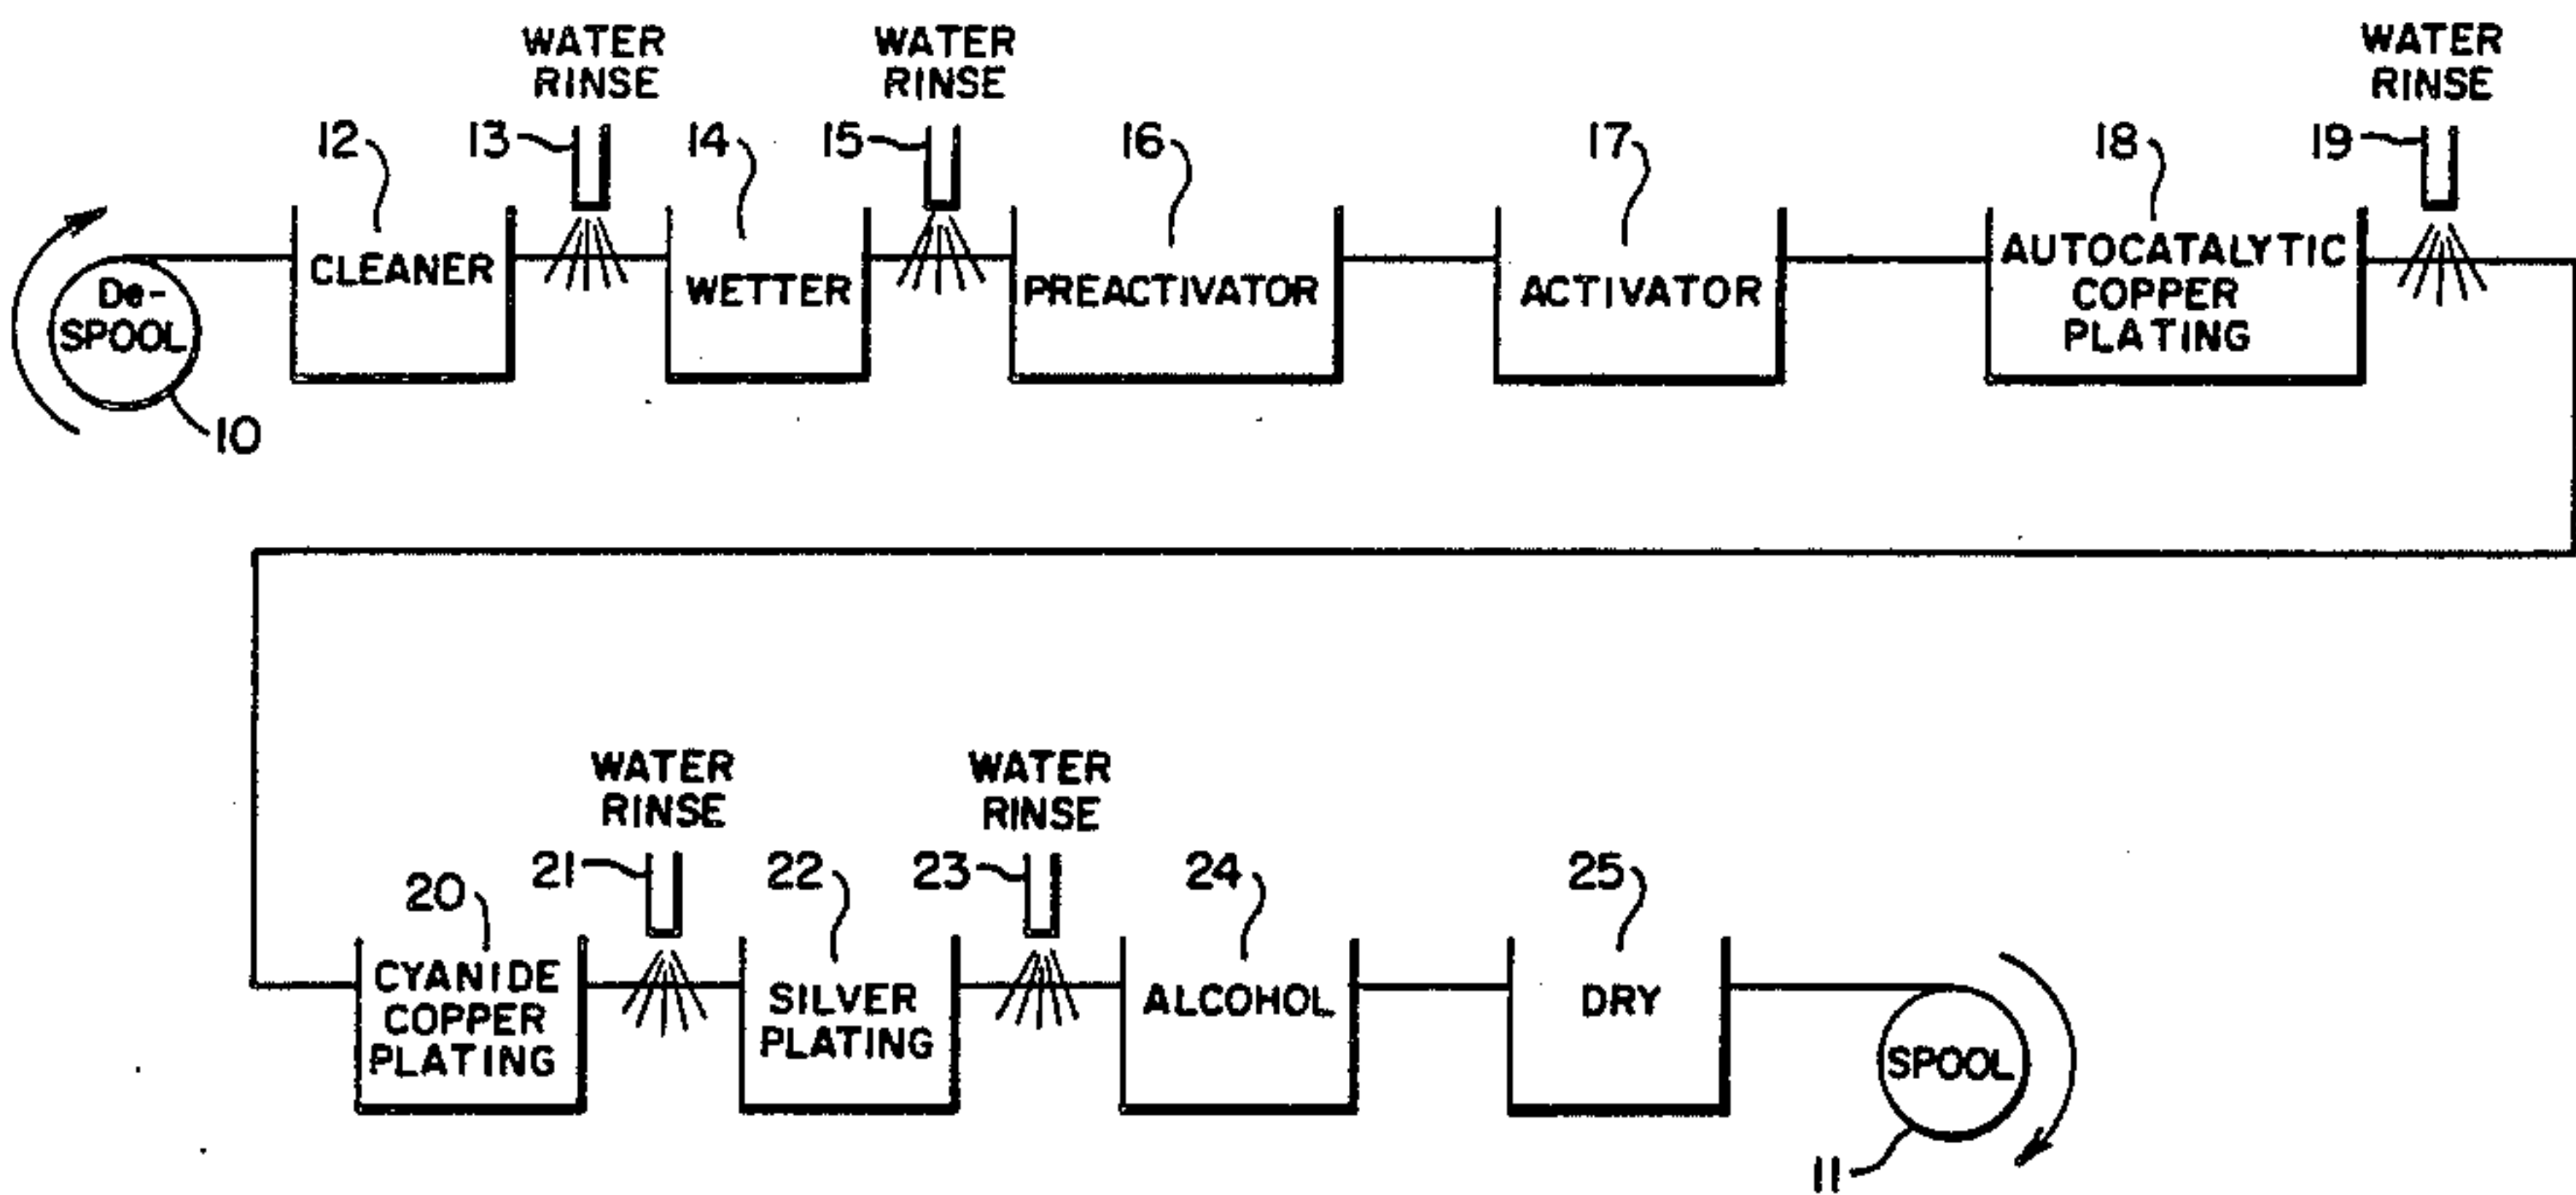 WATER
RINSE
WATER
RINSE
WATER
RINSE
12
13
14
15
16
17
18
19
De-
SPOOL
CLEANER
WETTER
PREACTIVATOR
ACTIVATOR
AUTOCATALYTIC
COPPER
PLATING
10
WATER
RINSE
WATER
RINSE
20
21
22
23
24
25
CYANIDE
COPPER
PLATING
SILVER
PLATING
ALCOHOL
DRY
SPOOL
11